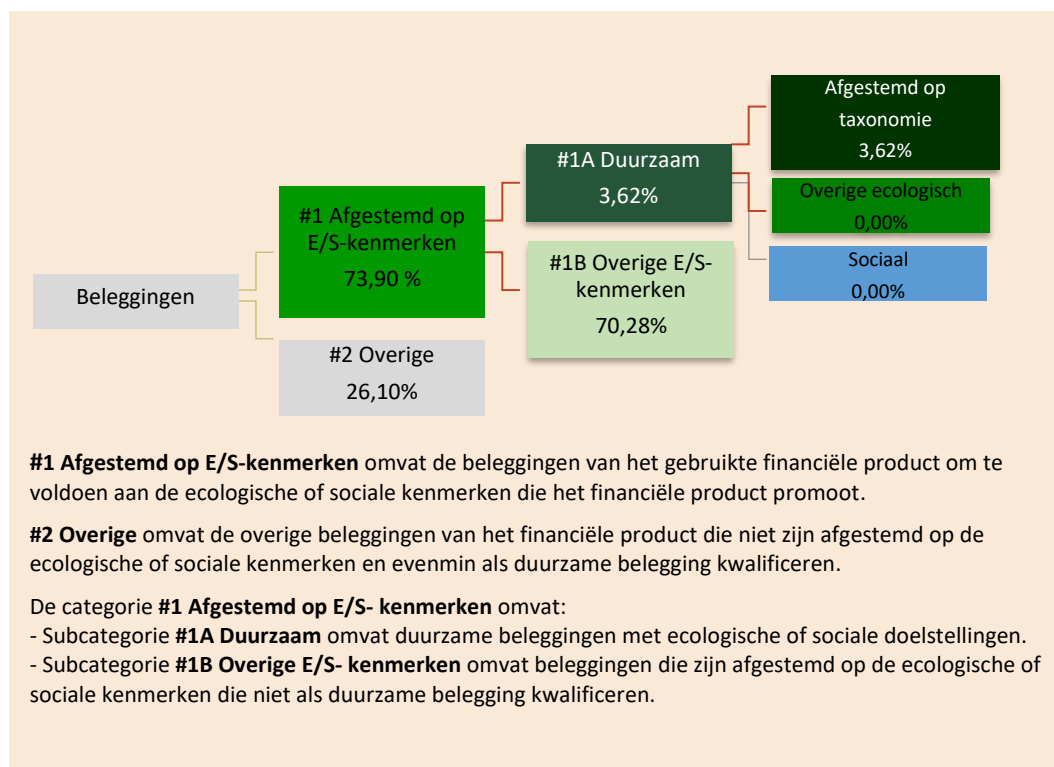 Afgestemd op
taxonomie
3,62%
#1A Duurzaam
3,62%
Overige ecologisch
0,00%
#1 Afgestemd op
E/S-kenmerken
73,90 %
#1B Overige E/S-
kenmerken
70,28%
Sociaal
0,00%
Beleggingen
#2 Overige
26,10%
#1 Afgestemd op E/S-kenmerken omvat de beleggingen van het gebruikte financiële product om te
voldoen aan de ecologische of sociale kenmerken die het financiële product promoot.
#2 Overige omvat de overige beleggingen van het financiële product die niet zijn afgestemd op de
ecologische of sociale kenmerken en evenmin als duurzame belegging kwalificeren.
De categorie #1 Afgestemd op E/S- kenmerken omvat:
- Subcategorie #1A Duurzaam omvat duurzame beleggingen met ecologische of sociale doelstellingen.
- Subcategorie #1B Overige E/S- kenmerken omvat beleggingen die zijn afgestemd op de ecologische of
sociale kenmerken die niet als duurzame belegging kwalificeren.